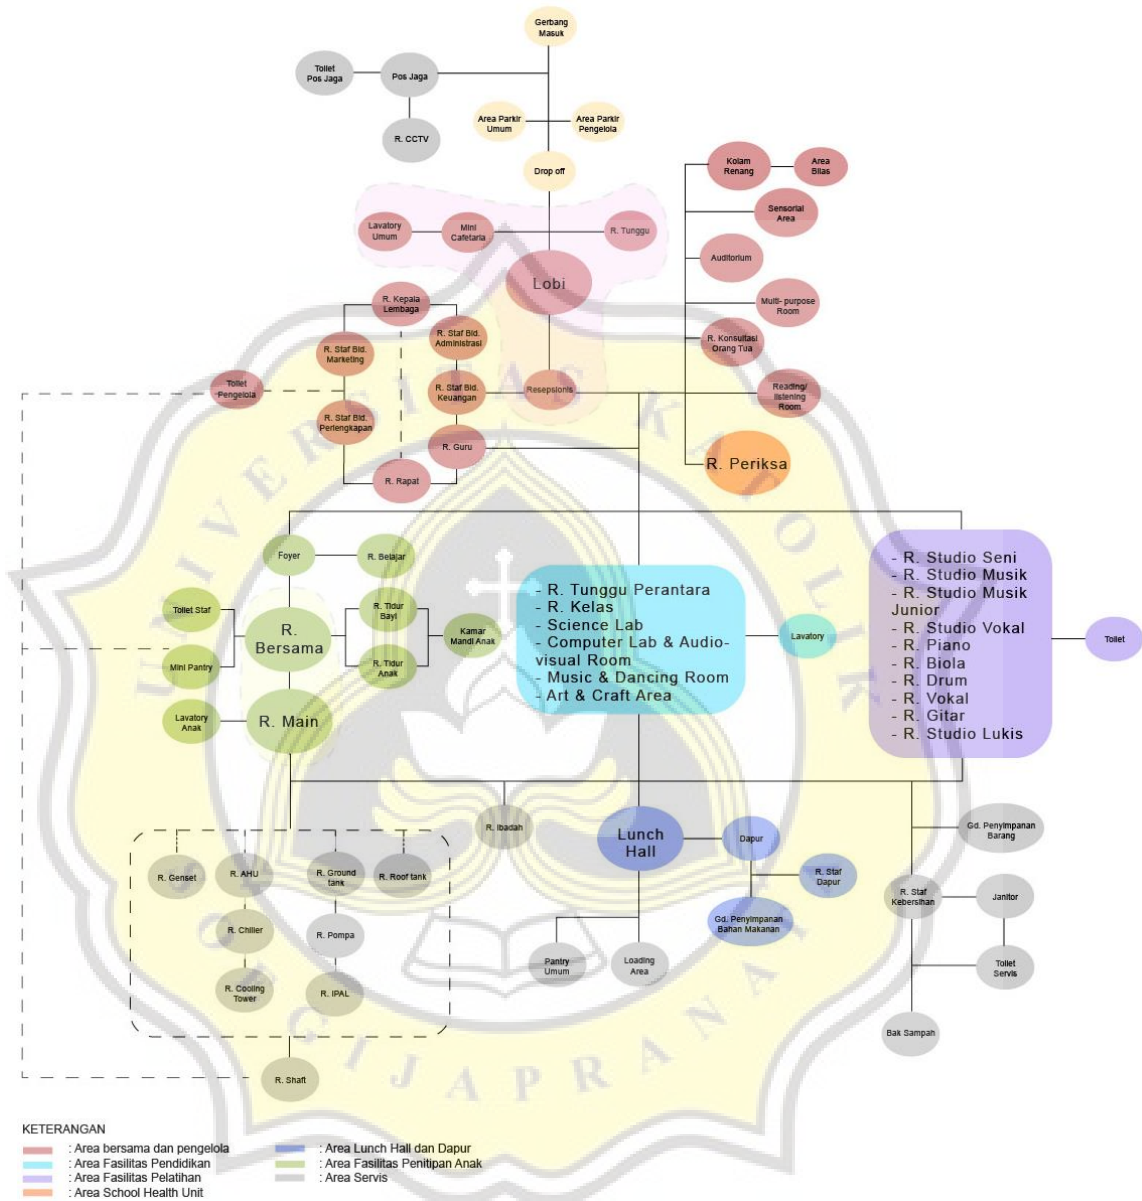 Gerbang
Masuk
Toilet
Pos Jaga
Pos Jaga
R. CCTV
Area Parkir
Umum
Area Parkir
Pengelola
Drop off
Kolam
Renang
Area
Bilas
Sensorial
Area
Lavatory
Umum
Mini
Cafetaria
R. Tunggu
Auditorium
Lobi
Multi- purpose
Room
R. Kepala
Lembaga
R. Staf Bid.
Marketing
R. Staf Bid.
Administrasi
R. Konsultasi
Orang Tua
Toilet
Pengelola
R. Staf Bid.
Keuangan
Resepsionis
Reading/
listening
Room
R. Staf Bid.
Perlengkapan
R. Guru
R. Periksa
R. Rapat
Foyer
R. Belajar
Toilet Staf
R. Tidur
Bayi
R.
Bersama
Kamar
Mandi Anak
Mini Pantry
R. Tidur
Anak
Lavatory
Anak
R. Main
- R. Tunggu Perantara
- R. Kelas
- Science Lab
- Computer Lab & Audio-
visual Room
- Music & Dancing Room
- Art & Craft Area
Lavatory
- R. Studio Seni
- R. Studio Musik
- R. Studio Musik
Junior
- R. Studio Vokal
- R. Piano
- R. Biola
- R. Drum
- R. Vokal
- R. Gitar
- R. Studio Lukis
Toilet
R. Ibadah
Lunch
Hall
Dapur
R. Staf
Dapur
Gd. Penyimpanan
Bahan Makanan
Pantry
Umum
Loading
Area
Gd. Penyimpanan
Barang
R. Staf
Kebersihan
Janitor
Toilet
Servis
Bak Sampah
R. Genset
R. AHU
R. Ground
tank
R. Roof tank
R. Chiller
R. Pompa
R. Cooling
Tower
R. IPAL
R. Shaft
UNIVERSITAS KATOLIK
SOEGIJAPRANATA
KETERANGAN
: Area bersama dan pengelola
: Area Fasilitas Pendidikan
: Area Fasilitas Pelatihan
: Area School Health Unit
: Area Lunch Hall dan Dapur
: Area Fasilitas Penitipan Anak
: Area Servis